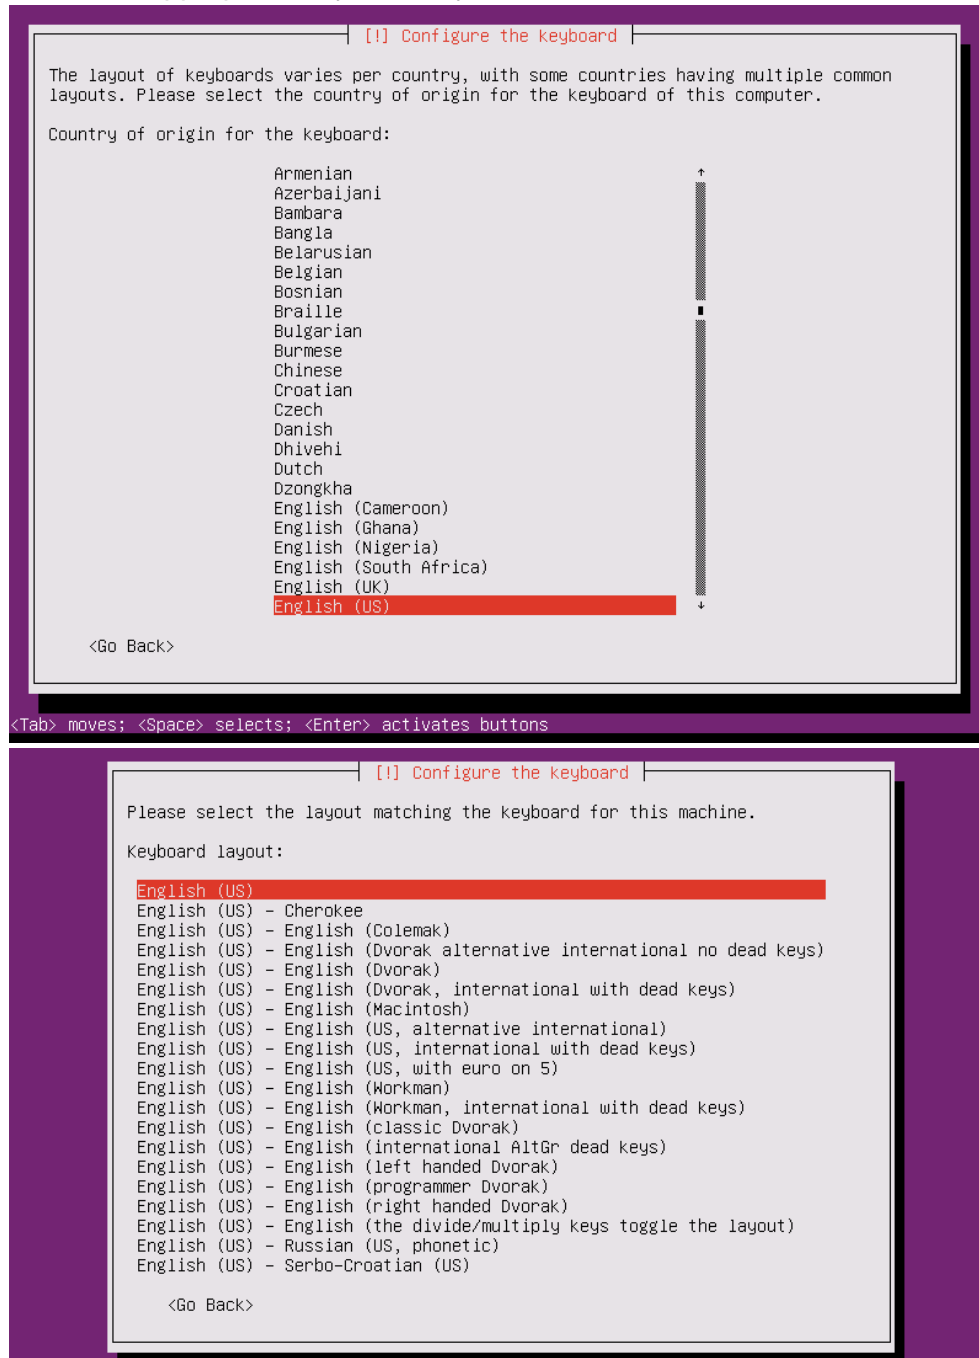 [!] Configure the keyboard
The layout of keyboards varies per country, with some countries having multiple common
layouts. Please select the country of origin for the keyboard of this computer.
Country of origin for the keyboard:
Armenian
Azerbaijani
Bambara
Bangla
Belarusian
Belgian
Bosnian
Braille
Bulgarian
Burmese
Chinese
Croatian
Czech
Danish
Dhivehi
Dutch
Dzongkha
English (Cameroon)
English (Ghana)
English (Nigeria)
English (South Africa)
English (UK)
English (US)
<Go Back>
<Tab> moves; <Space> selects; <Enter> activates buttons
[!] Configure the keyboard
Please select the layout matching the keyboard for this machine.
Keyboard layout:
English (US)
English (US) - Cherokee
English (US) - English (Colemak)
English (US) - English (Dvorak alternative international no dead keys)
English (US) - English (Dvorak)
English (US) - English (Dvorak, international with dead keys)
English (US) - English (Macintosh)
English (US) - English (US, alternative international)
English (US) - English (US, international with dead keys)
English (US) - English (US, with euro on 5)
English (US) - English (Workman)
English (US) - English (Workman, international with dead keys)
English (US) - English (classic Dvorak)
English (US) - English (international AltGr dead keys)
English (US) - English (left handed Dvorak)
English (US) - English (programmer Dvorak)
English (US) - English (right handed Dvorak)
English (US) - English (the divide/multiply keys toggle the layout)
English (US) - Russian (US, phonetic)
English (US) - Serbo-Croatian (US)
<Go Back>